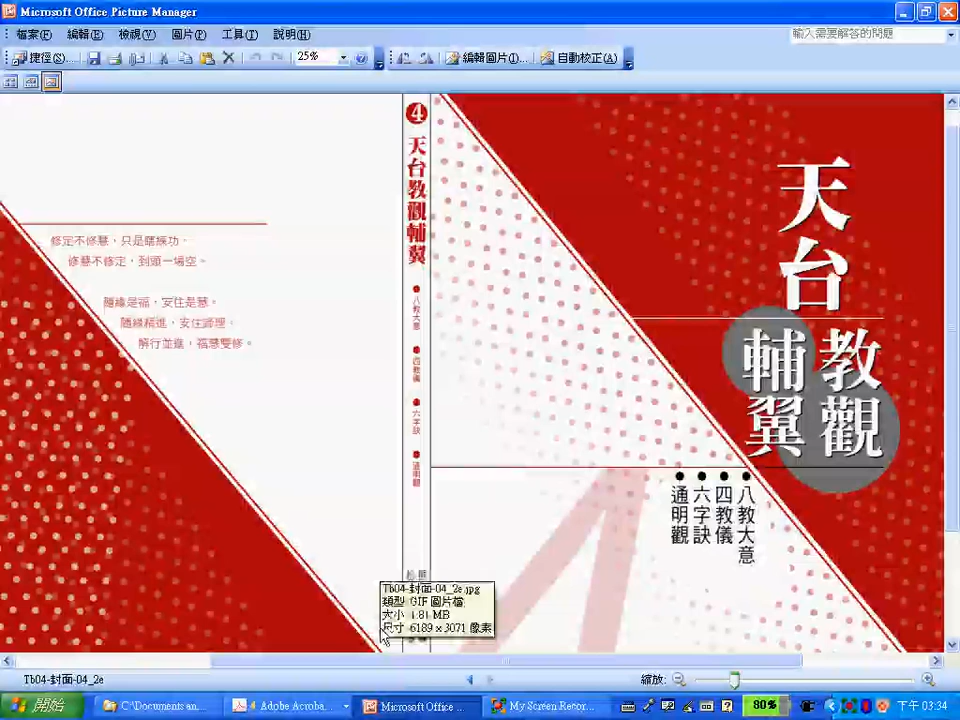 Microsoft Office Picture Manager
檔案(F) 編輯(E) 檢視(V) 圖片(P) 工具(T) 說明(H)
輸入需要解答的問題
捷徑(S)... 25% 編輯圖片(I)... 自動校正(A)
修定不修慧，只是瞎練功。
修慧不修定，到頭一場空。
隨緣是福，安住是慧。
隨緣精進，安住諦理。
解行並進，福慧雙修。
4
天台教觀輔翼
八教大意
四教儀
六字訣
通明觀
天台
教觀
輔翼
八教大意
四教儀
六字訣
通明觀
4
Tb04-封面-04_2e.jpg
類型: GIF 圖片檔
大小: 1.81 MB
尺寸: 6189 x 3071 像素
Tb04-封面-04_2e
縮放:
開始
C:\Documents an...
4 Adobe Acroba...
Microsoft Office ...
My Screen Recor...
80%
下午 03:34